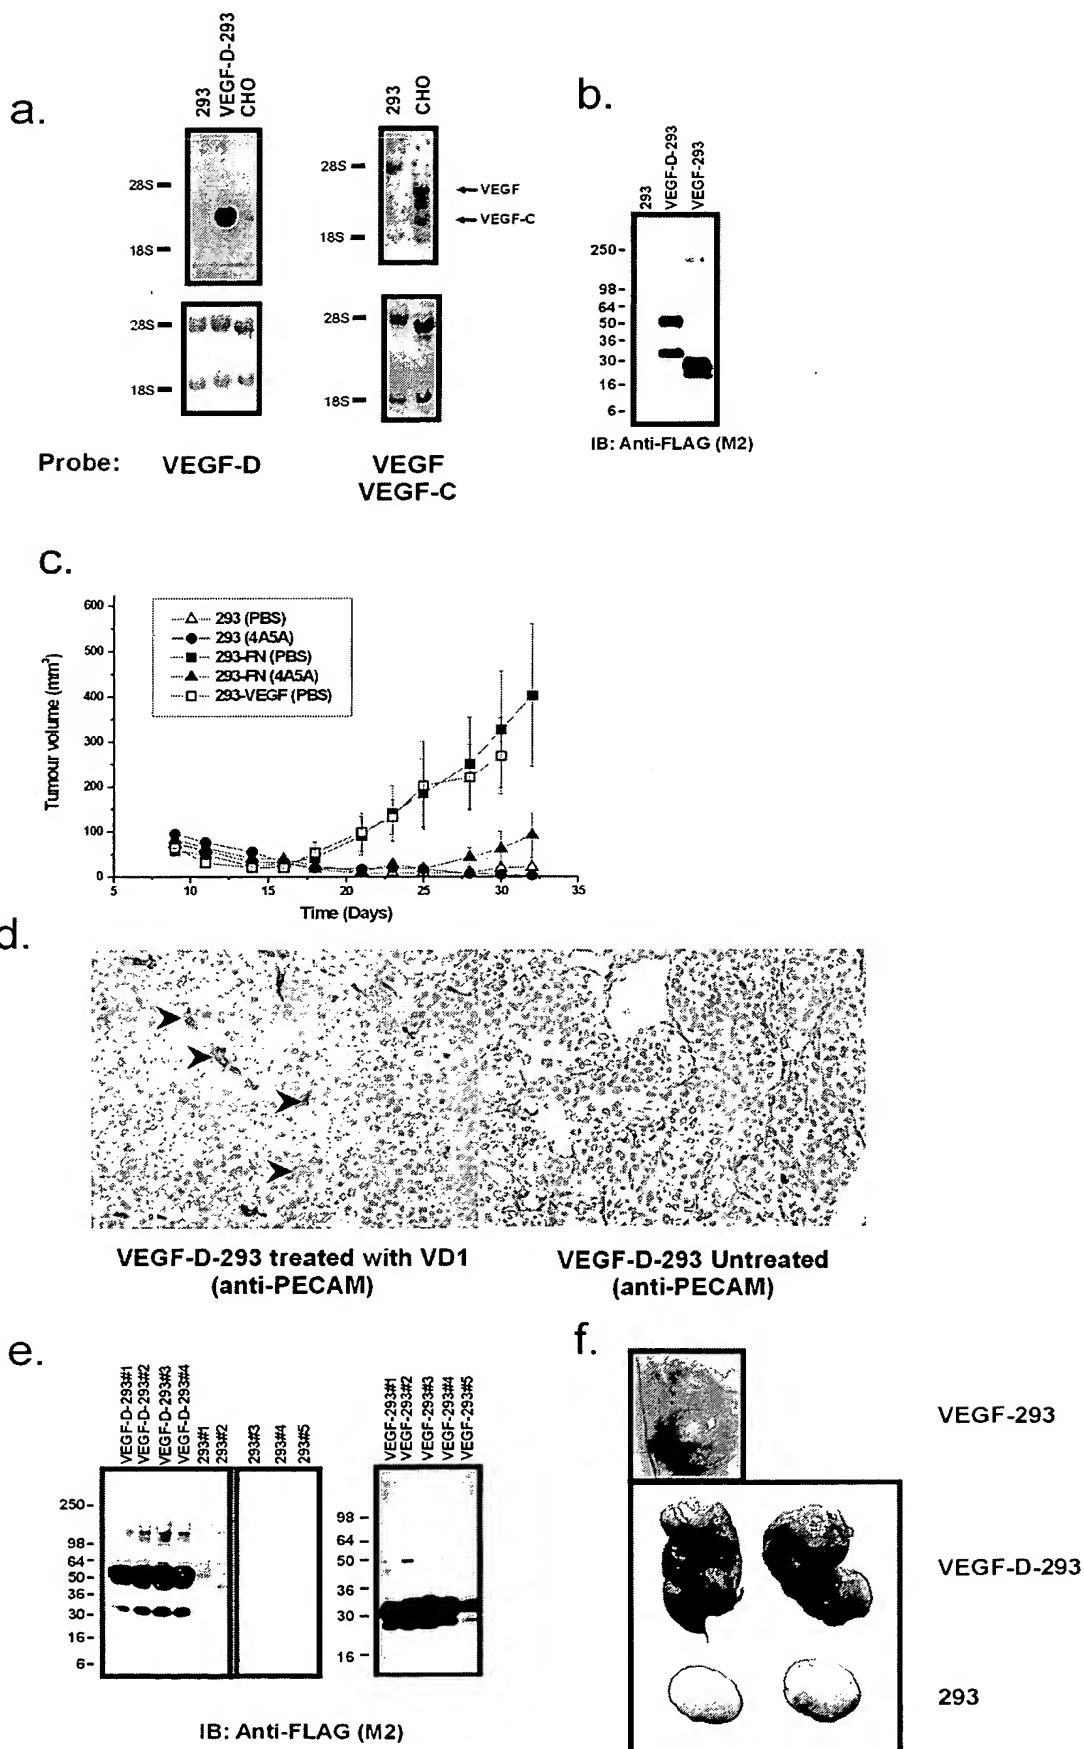 a.
293
VEGF-D-293
CHO
28S
18S
28S
18S
293
CHO
28S
18S
VEGF
VEGF-C
28S
18S
Probe:
VEGF-D
VEGF
VEGF-C
b.
293
VEGF-D-293
VEGF-293
250-
98-
64-
50-
36-
30-
16-
6-
IB: Anti-FLAG (M2)
c.
Tumour volume (mm³)
600
500
400
300
200
100
0
293 (PBS)
293 (4A5A)
293-FN (PBS)
293-FN (4A5A)
293-VEGF (PBS)
5 10 15 20 25 30 35
Time (Days)
d.
VEGF-D-293 treated with VD1
(anti-PECAM)
VEGF-D-293 Untreated
(anti-PECAM)
e.
VEGF-D-293#1
VEGF-D-293#2
VEGF-D-293#3
VEGF-D-293#4
293#1
293#2
293#3
293#4
293#5
250-
98-
64-
50-
36-
30-
16-
6-
VEGF-293#1
VEGF-293#2
VEGF-293#3
VEGF-293#4
VEGF-293#5
98
64
50
36
30
16
IB: Anti-FLAG (M2)
f.
VEGF-293
VEGF-D-293
293